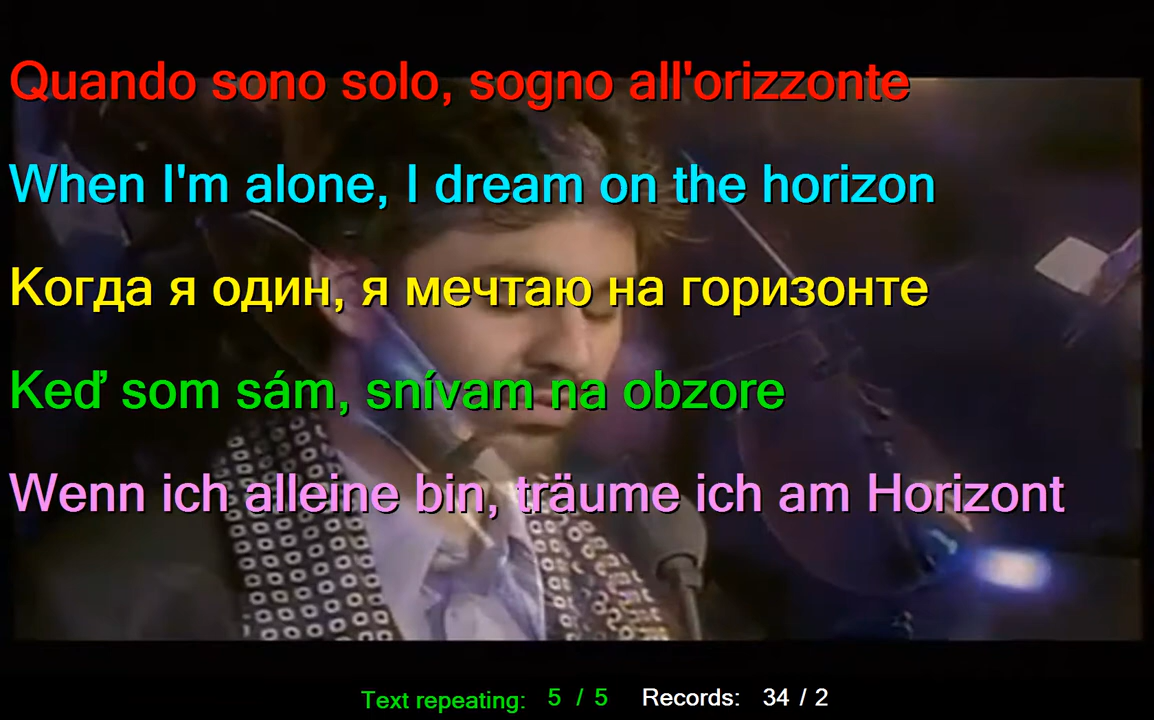 Quando sono solo, sogno all'orizzonte
When I'm alone, I dream on the horizon
Когда я один, я мечтаю на горизонте
Keď som sám, snívam na obzore
Wenn ich alleine bin, träume ich am Horizont
Text repeating: 5 / 5 Records: 34 / 2